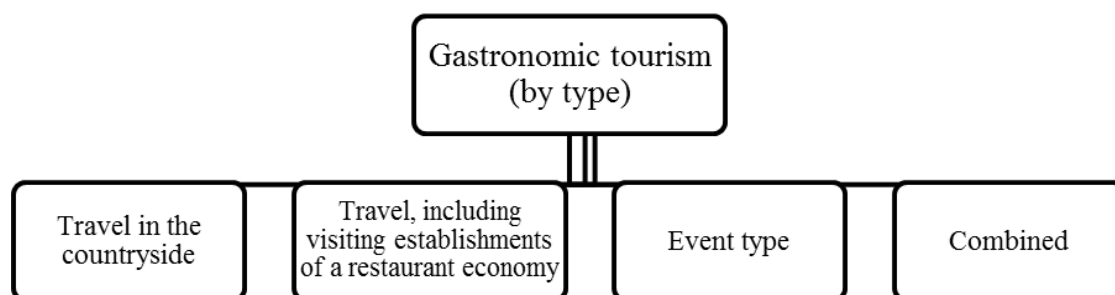 Gastronomic tourism
(by type)
Travel in the
countryside
Travel, including
visiting establishments
of a restaurant economy
Event type
Combined